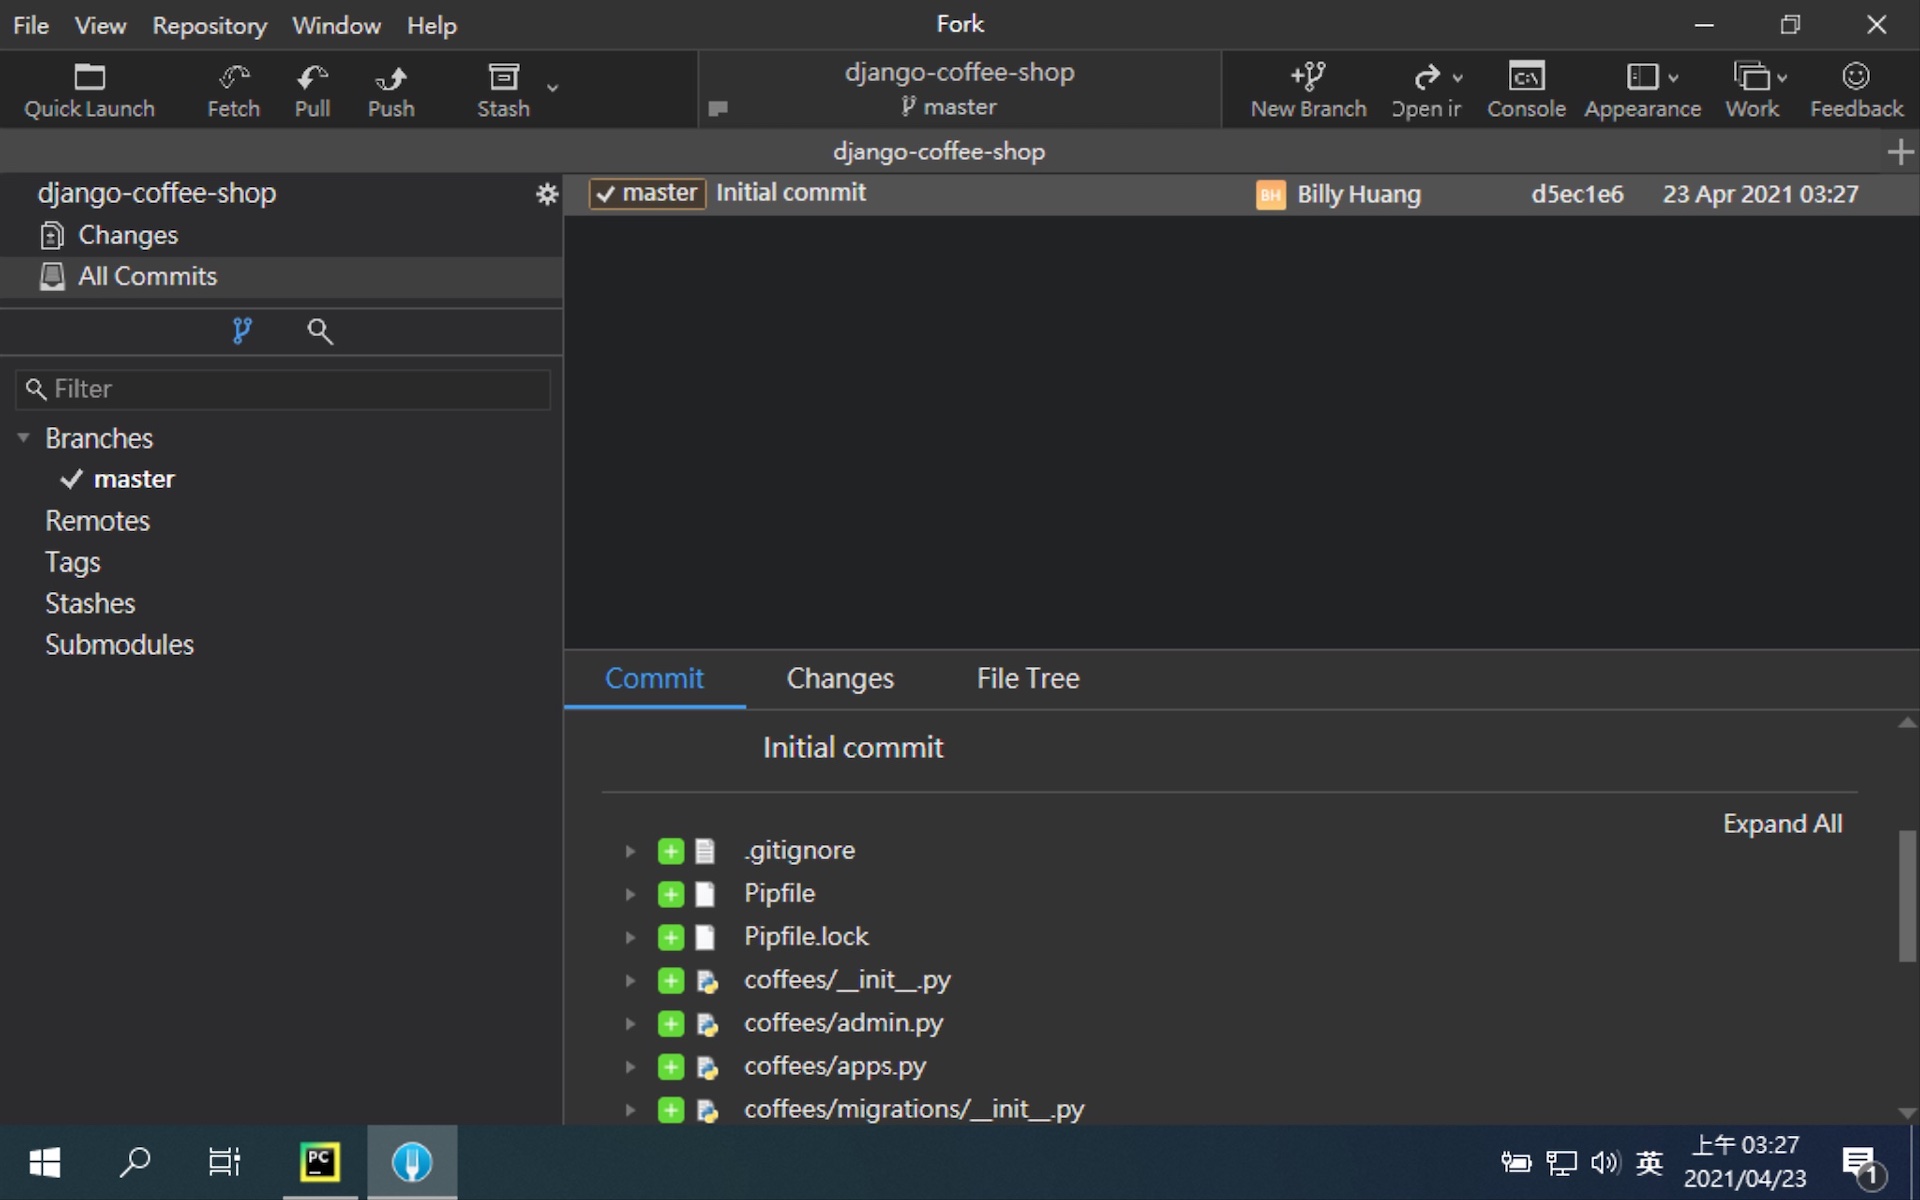 File View Repository Window Help
Fork
Quick Launch Fetch Pull Push Stash
django-coffee-shop
master
New Branch Open in Console Appearance Work Feedback
django-coffee-shop
django-coffee-shop
Changes
All Commits
Filter
Branches
master
Remotes
Tags
Stashes
Submodules
master Initial commit BH Billy Huang d5ec1e6 23 Apr 2021 03:27
Commit Changes File Tree
Initial commit
Expand All
.gitignore
Pipfile
Pipfile.lock
coffees/__init__.py
coffees/admin.py
coffees/apps.py
coffees/migrations/__init__.py
PC
英
上午 03:27
2021/04/23
1